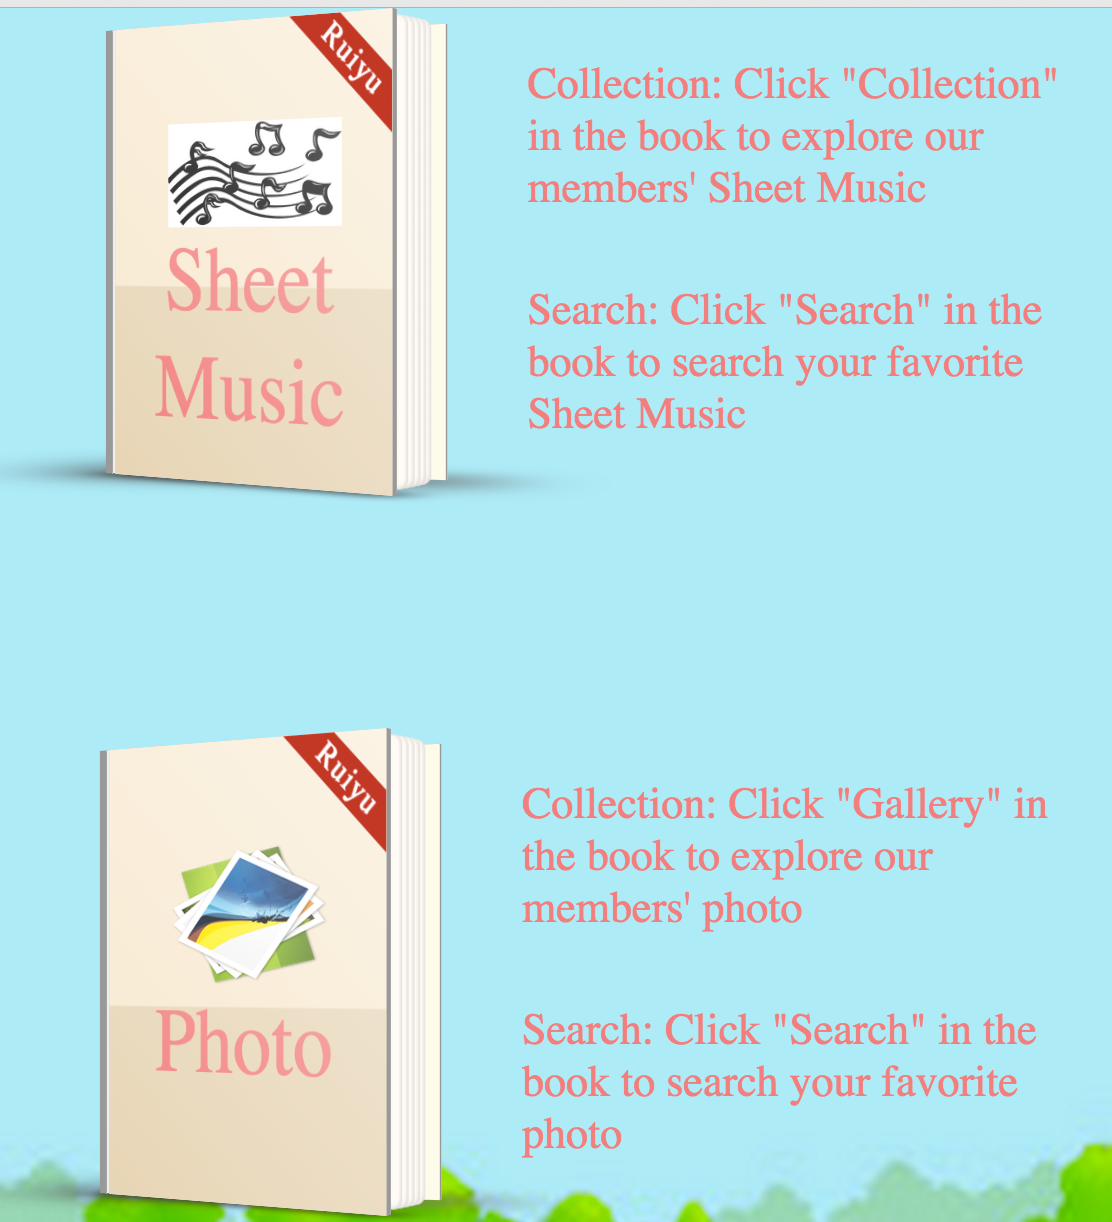 Ruiyu
Sheet
Music
Collection: Click "Collection"
in the book to explore our
members' Sheet Music
Search: Click "Search" in the
book to search your favorite
Sheet Music
Ruiyu
Photo
Collection: Click "Gallery" in
the book to explore our
members' photo
Search: Click "Search" in the
book to search your favorite
photo